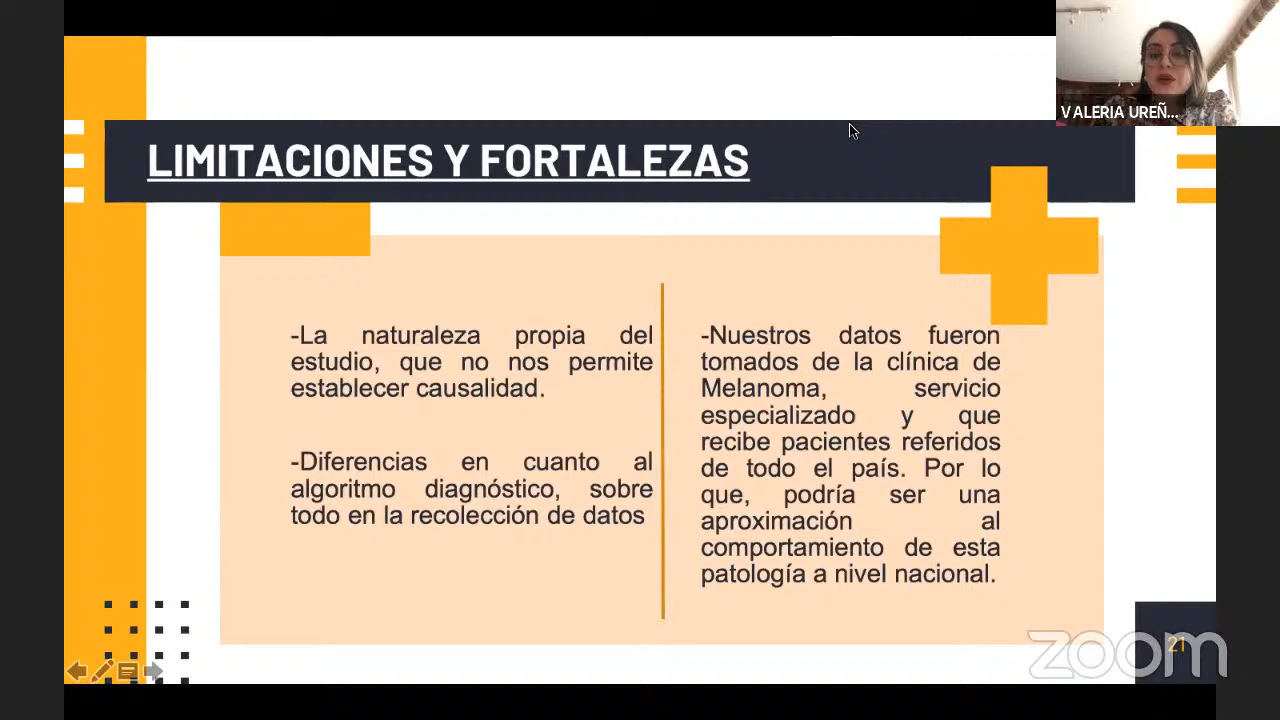 VALERIA UREÑ...
LIMITACIONES Y FORTALEZAS
-La naturaleza propia del
estudio, que no nos permite
establecer causalidad.
-Diferencias en cuanto al
algoritmo diagnóstico, sobre
todo en la recolección de datos
-Nuestros datos fueron
tomados de la clínica de
Melanoma, servicio
especializado y que
recibe pacientes referidos
de todo el país. Por lo
que, podría ser una
aproximación al
comportamiento de esta
patología a nivel nacional.
21
zoom